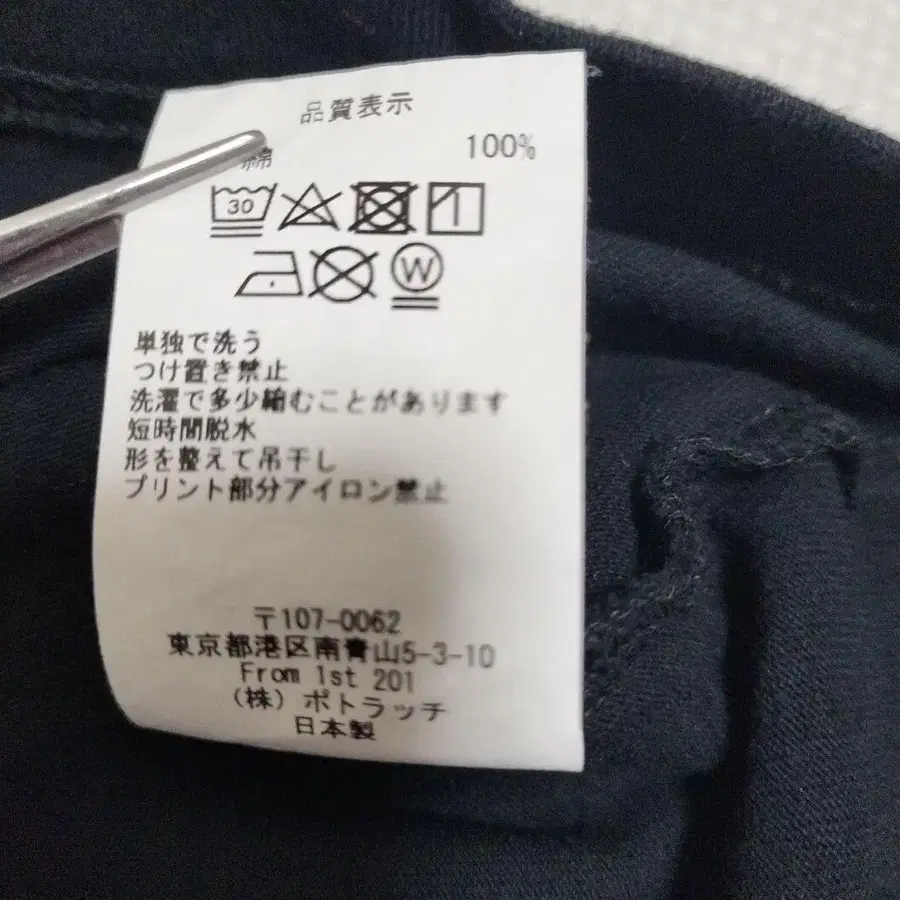 品質表示
綿 100%
30
W
単独で洗う
つけ置き禁止
洗濯で多少縮むことがあります
短時間脱水
形を整えて吊干し
プリント部分アイロン禁止
〒107-0062
東京都港区南青山5-3-10
From 1st 201
(株) ポトラッチ
日本製